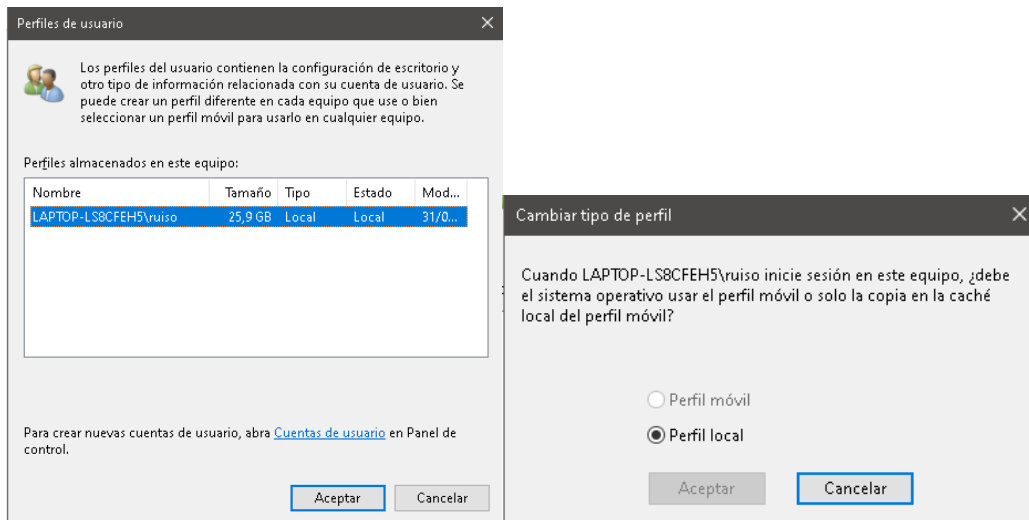 Perfiles de usuario
Los perfiles del usuario contienen la configuración de escritorio y
otro tipo de información relacionada con su cuenta de usuario. Se
puede crear un perfil diferente en cada equipo que use o bien
seleccionar un perfil móvil para usarlo en cualquier equipo.
Perfiles almacenados en este equipo:
Nombre Tamaño Tipo Estado Mod...
LAPTOP-LS8CFEH5\ruiso 25,9 GB Local Local 31/0...
Para crear nuevas cuentas de usuario, abra Cuentas de usuario en Panel de
control.
Aceptar Cancelar
Cambiar tipo de perfil
Cuando LAPTOP-LS8CFEH5\ruiso inicie sesión en este equipo, ¿debe
el sistema operativo usar el perfil móvil o solo la copia en la caché
local del perfil móvil?
Perfil móvil
Perfil local
Aceptar Cancelar